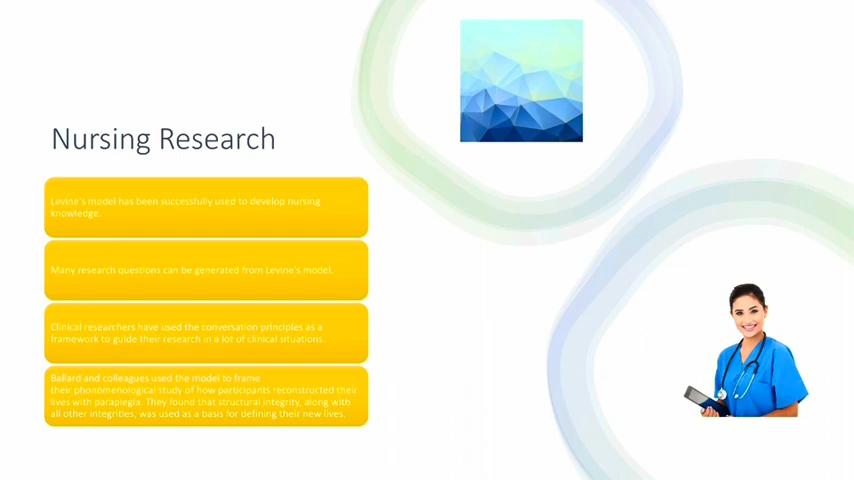 Nursing Research
Levine's model has been successfully used to develop nursing
knowledge.
Many research questions can be generated from Levine's model.
Clinical researchers have used the conversation principles as a
framework to guide their research in a lot of clinical situations.
Ballard and colleagues used the model to frame
their phonomenological study of how participants reconstructed their
lives with paraplegia. They found that structural integrity, along with
all other integrities, was used as a basis for defining their new lives.